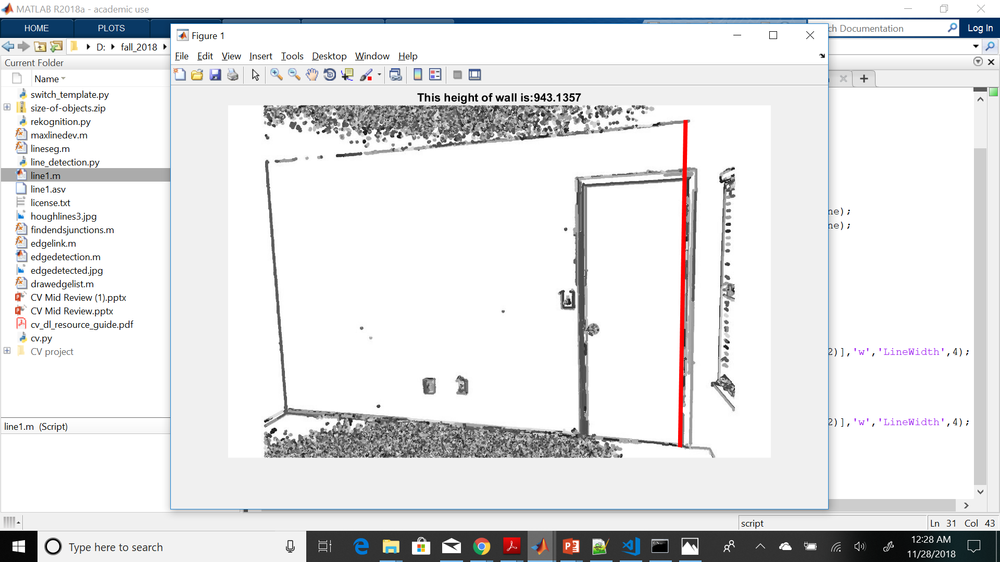 MATLAB R2018a - academic use
HOME
PLOTS
ch Documentation
Log In
D:
fall_2018
Figure 1
File Edit View Insert Tools Desktop Window Help
Current Folder
Name
switch_template.py
size-of-objects.zip
rekognition.py
maxlinedev.m
lineseg.m
line_detection.py
line1.m
line1.asv
license.txt
houghlines3.jpg
findendsjunctions.m
edgelink.m
edgedetection.m
edgedetected.jpg
drawedgelist.m
CV Mid Review (1).pptx
CV Mid Review.pptx
cv_dl_resource_guide.pdf
cv.py
CV project
line1.m (Script)
This height of wall is:943.1357
ne);
ne);
2)],'w','LineWidth',4);
2)],'w','LineWidth',4);
script
Ln 31 Col 43
Type here to search
12:28 AM
11/28/2018